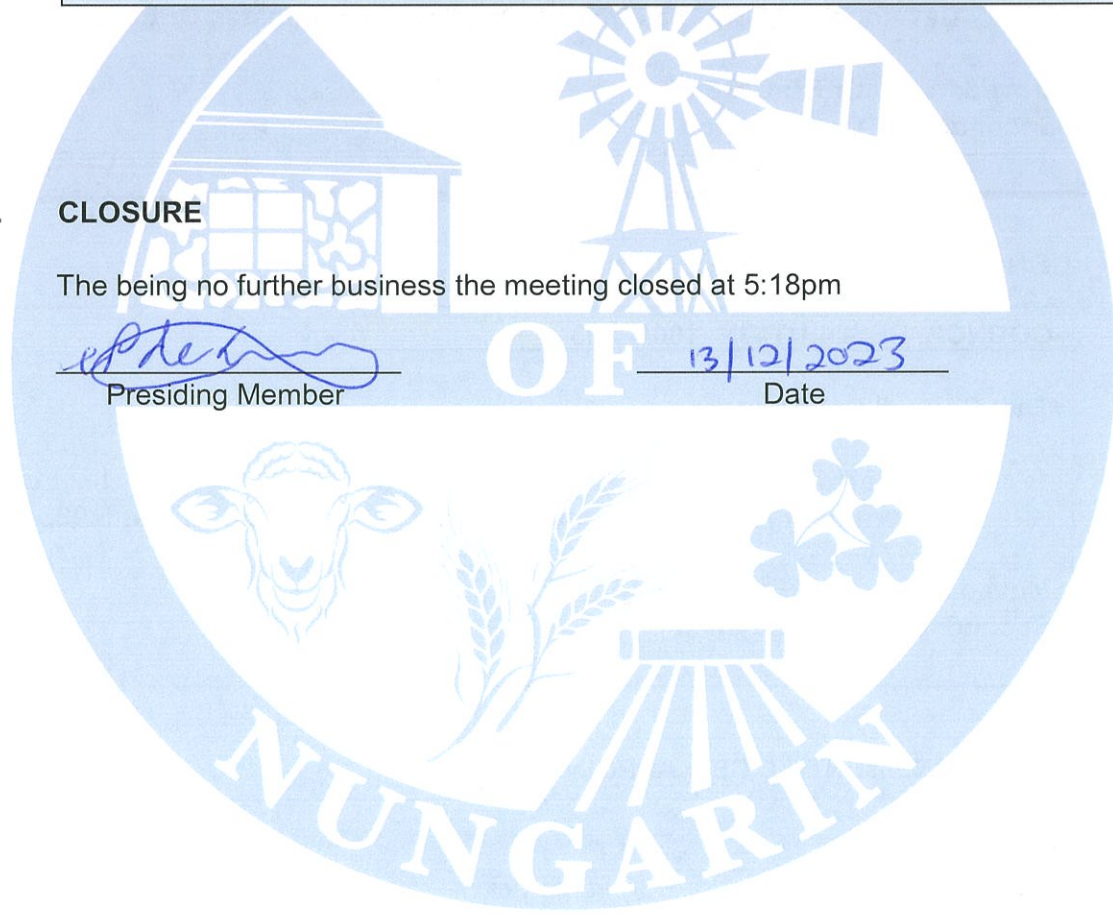 CLOSURE
The being no further business the meeting closed at 5:18pm
OF
13/12/2023
Presiding Member
Date
NUNGARIN